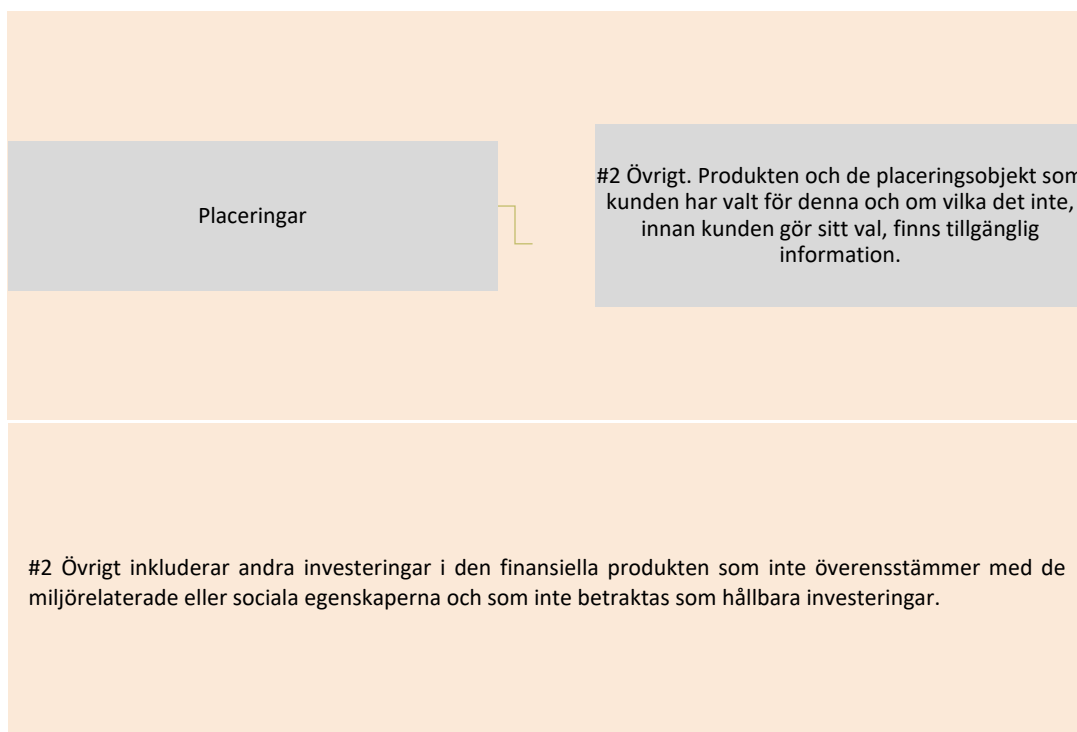 Placeringar
#2 Övrigt. Produkten och de placeringsobjekt som
kunden har valt för denna och om vilka det inte,
innan kunden gör sitt val, finns tillgänglig
information.
#2 Övrigt inkluderar andra investeringar i den finansiella produkten som inte överensstämmer med de
miljörelaterade eller sociala egenskaperna och som inte betraktas som hållbara investeringar.